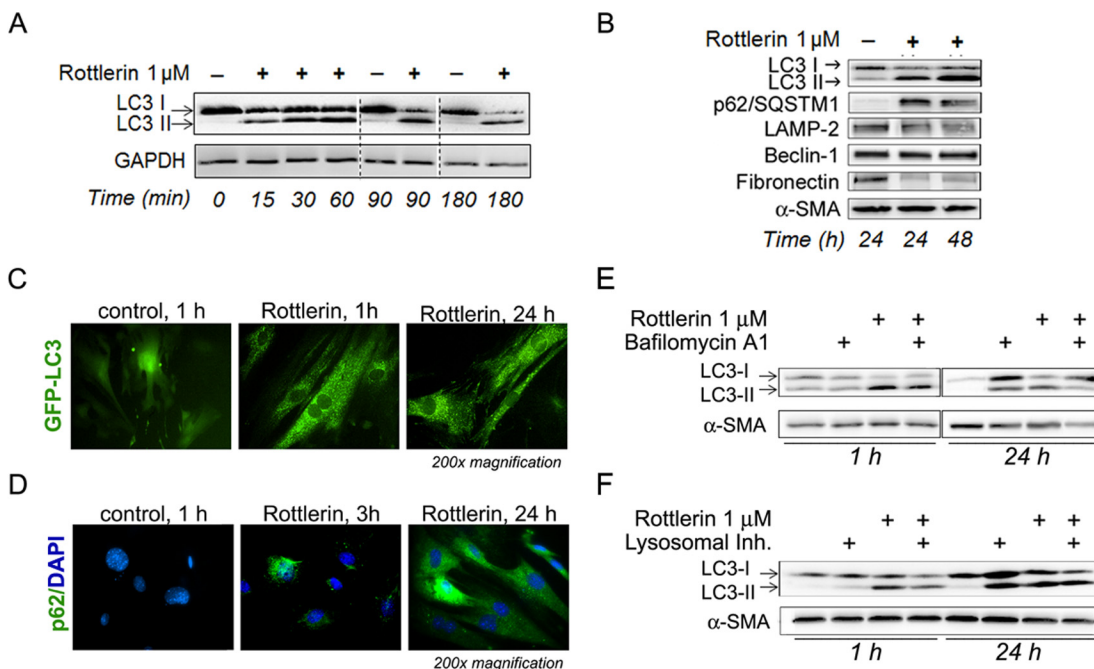 A
Rottlerin 1 µM – + + + – + – +
LC3 I
LC3 II
GAPDH
Time (min) 0 15 30 60 90 90 180 180
B
Rottlerin 1 µM – + +
LC3 I
LC3 II
p62/SQSTM1
LAMP-2
Beclin-1
Fibronectin
α-SMA
Time (h) 24 24 48
C
control, 1 h Rottlerin, 1h Rottlerin, 24 h
GFP-LC3
200x magnification
D
control, 1 h Rottlerin, 3h Rottlerin, 24 h
p62/DAPI
200x magnification
E
Rottlerin 1 µM + + + +
Bafilomycin A1 + + + +
LC3-I
LC3-II
α-SMA
1 h 24 h
F
Rottlerin 1 µM + + + +
Lysosomal Inh. + + + +
LC3-I
LC3-II
α-SMA
1 h 24 h